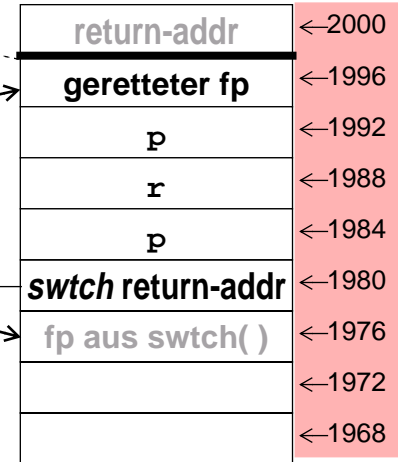 return-addr ←2000
geretteter fp ←1996
p ←1992
r ←1988
p ←1984
swtch return-addr ←1980
fp aus swtch( ) ←1976
←1972
←1968